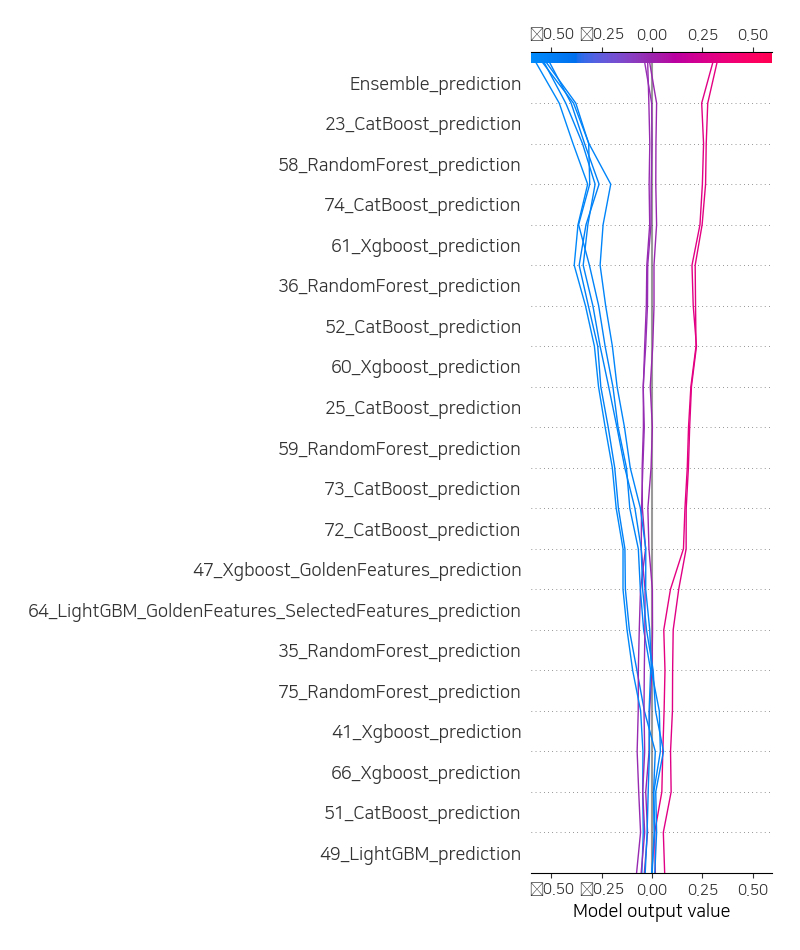 ▯0.50 ▯0.25 0.00 0.25 0.50
Ensemble_prediction
23_CatBoost_prediction
58_RandomForest_prediction
74_CatBoost_prediction
61_Xgboost_prediction
36_RandomForest_prediction
52_CatBoost_prediction
60_Xgboost_prediction
25_CatBoost_prediction
59_RandomForest_prediction
73_CatBoost_prediction
72_CatBoost_prediction
47_Xgboost_GoldenFeatures_prediction
64_LightGBM_GoldenFeatures_SelectedFeatures_prediction
35_RandomForest_prediction
75_RandomForest_prediction
41_Xgboost_prediction
66_Xgboost_prediction
51_CatBoost_prediction
49_LightGBM_prediction
▯0.50 ▯0.25 0.00 0.25 0.50
Model output value